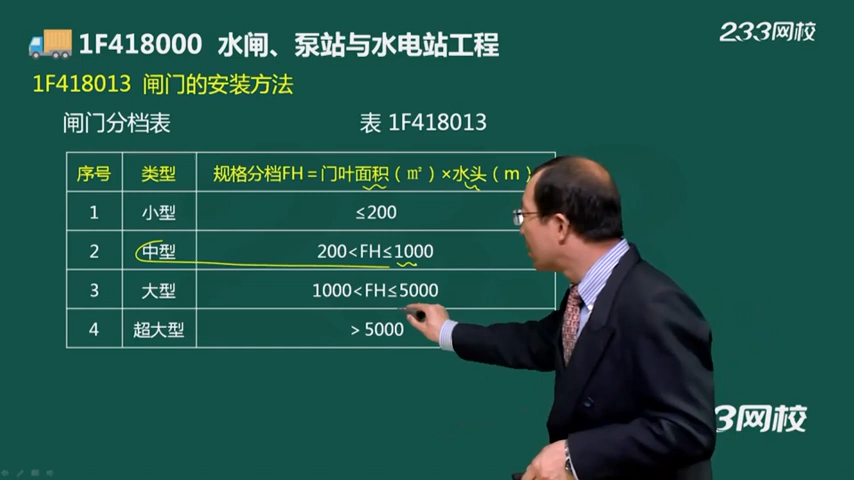 1F418000 水闸、泵站与水电站工程
233网校
1F418013 闸门的安装方法
闸门分档表 表 1F418013
序号 类型 规格分档FH＝门叶面积（㎡）×水头（m）
1 小型 ≤200
2 中型 200<FH≤1000
3 大型 1000<FH≤5000
4 超大型 ＞5000
3网校